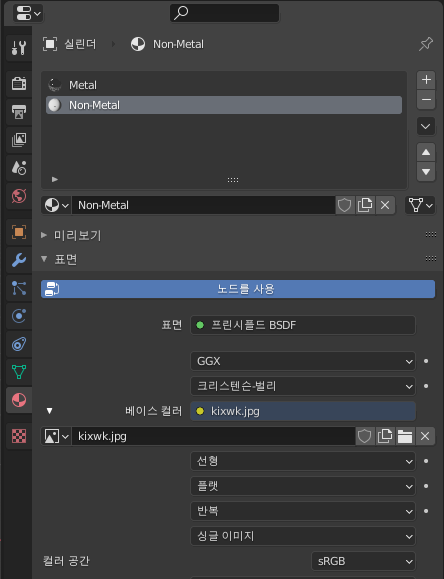 실린더 Non-Metal
Metal
Non-Metal
Non-Metal
미리보기
표면
노드를 사용
표면 프린시플드 BSDF
GGX
크리스텐슨-벌리
베이스 컬러 kixwk.jpg
kixwk.jpg
선형
플랫
반복
싱글 이미지
컬러 공간 sRGB